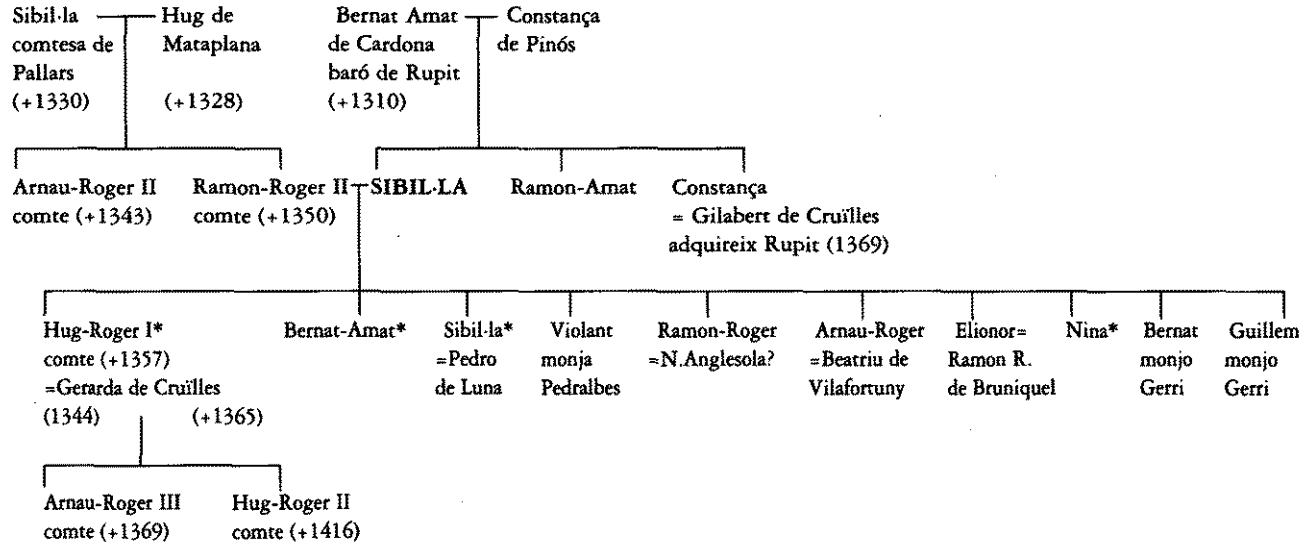 Sibil·la
comtesa de
Pallars
(+1330)
Hug de
Mataplana
(+1328)
Bernat Amat
de Cardona
baró de Rupit
(+1310)
Constança
de Pinós
Arnau-Roger II
comte (+1343)
Ramon-Roger II
comte (+1350)
SIBIL·LA
Ramon-Amat
Constança
= Gilabert de Cruïlles
adquireix Rupit (1369)
Hug-Roger I*
comte (+1357)
=Gerarda de Cruïlles
(1344) (+1365)
Bernat-Amat*
Sibil·la*
=Pedro
de Luna
Violant
monja
Pedralbes
Ramon-Roger
=N.Anglesola?
Arnau-Roger
=Beatriu de
Vilafortuny
Elionor=
Ramon R.
de Bruniquel
Nina*
Bernat
monjo
Gerri
Guillem
monjo
Gerri
Arnau-Roger III
comte (+1369)
Hug-Roger II
comte (+1416)